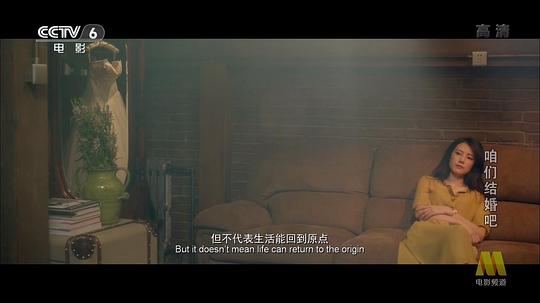 CCTV 6
电影
高清
咱们结婚吧
但不代表生活能回到原点
But it doesn't mean life can return to the origin
电影频道